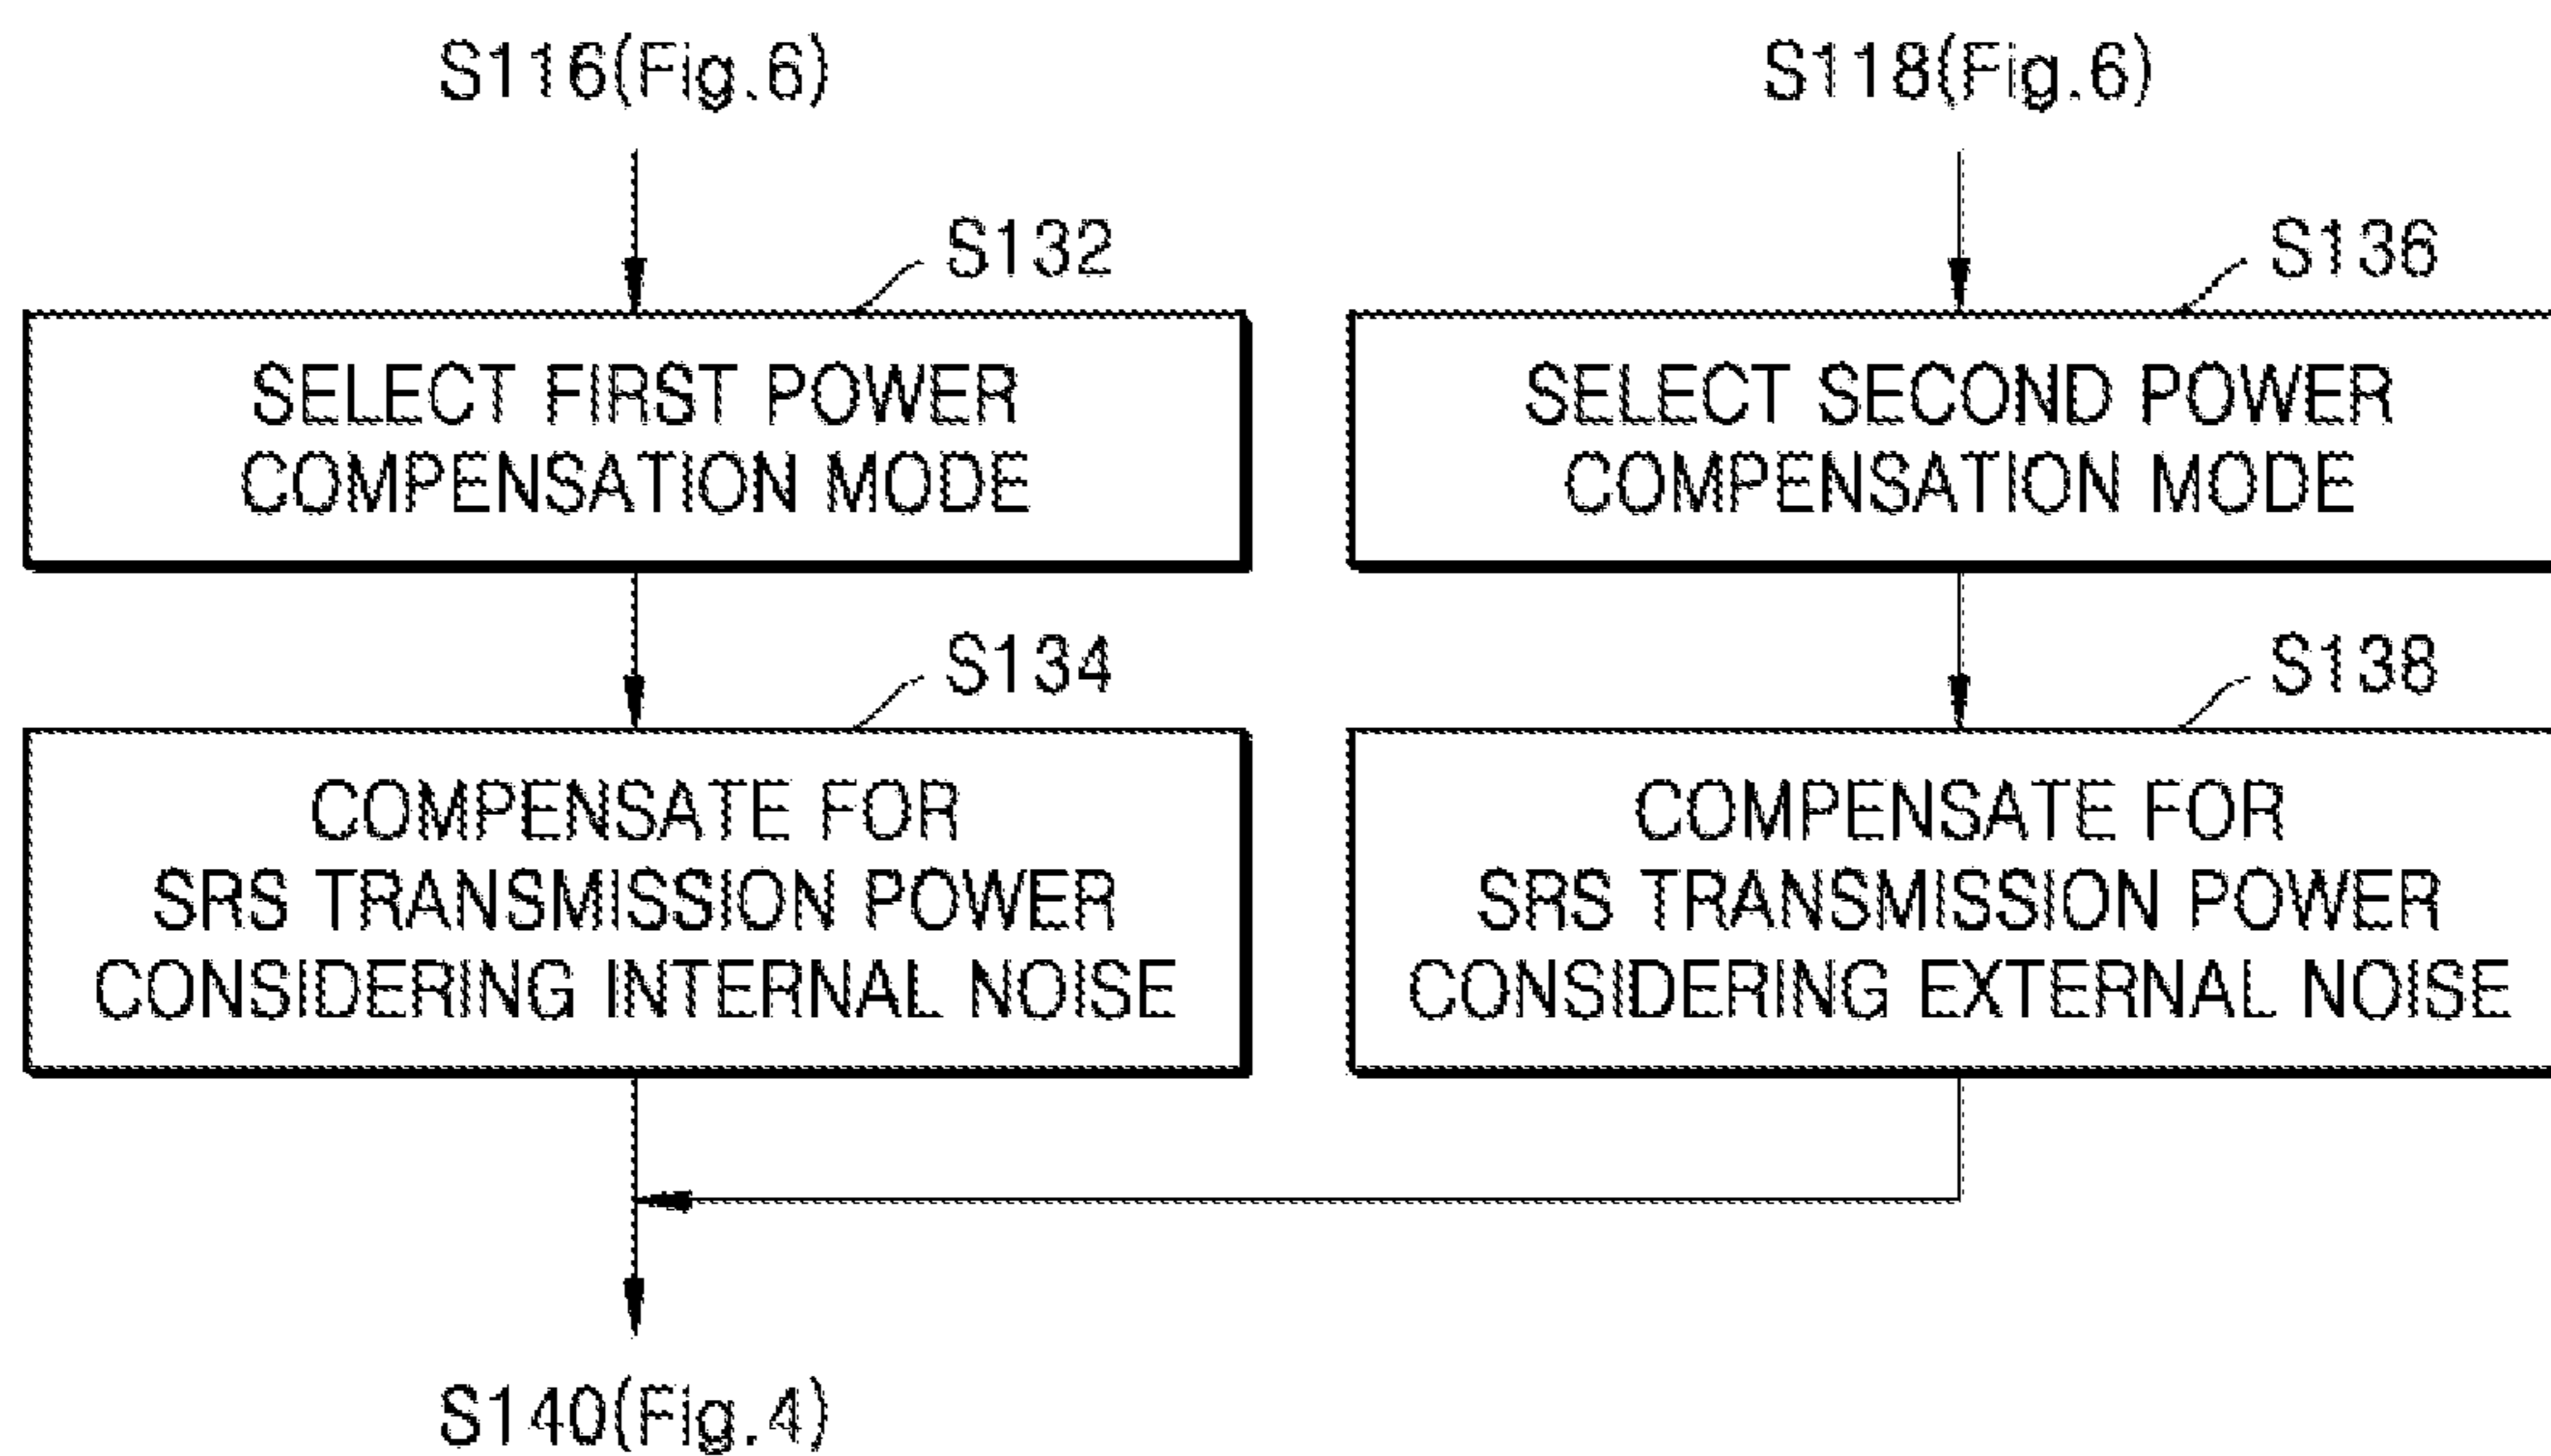 S116(Fig.6)
S132
SELECT FIRST POWER
COMPENSATION MODE
S134
COMPENSATE FOR
SRS TRANSMISSION POWER
CONSIDERING INTERNAL NOISE
S118(Fig.6)
S136
SELECT SECOND POWER
COMPENSATION MODE
S138
COMPENSATE FOR
SRS TRANSMISSION POWER
CONSIDERING EXTERNAL NOISE
S140(Fig.4)